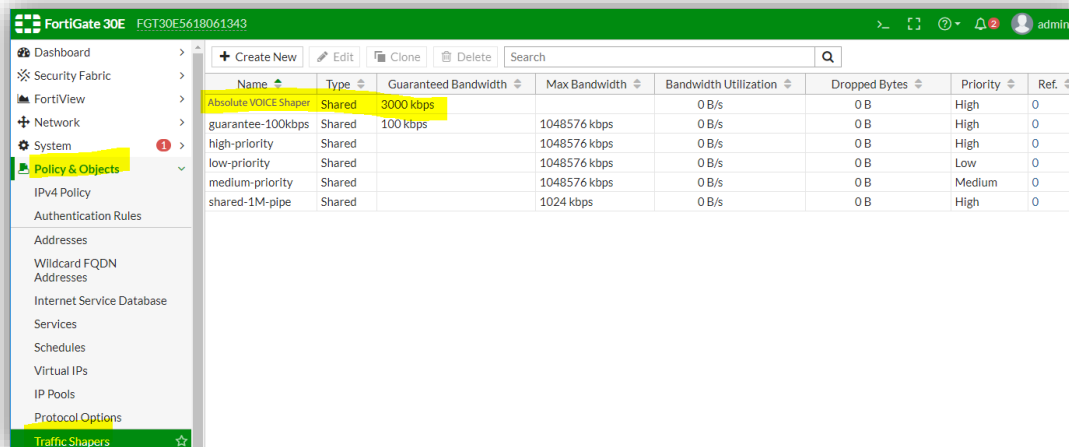 FortiGate 30E FGT30E5618061343 >_ 2 admin
Dashboard
Security Fabric
FortiView
Network
System 1
Policy & Objects
IPv4 Policy
Authentication Rules
Addresses
Wildcard FQDN
Addresses
Internet Service Database
Services
Schedules
Virtual IPs
IP Pools
Protocol Options
Traffic Shapers
+ Create New Edit Clone Delete Search
Name Type Guaranteed Bandwidth Max Bandwidth Bandwidth Utilization Dropped Bytes Priority Ref.
Absolute VOICE Shaper Shared 3000 kbps 0 B/s 0 B High 0
guarantee-100kbps Shared 100 kbps 1048576 kbps 0 B/s 0 B High 0
high-priority Shared 1048576 kbps 0 B/s 0 B High 0
low-priority Shared 1048576 kbps 0 B/s 0 B Low 0
medium-priority Shared 1048576 kbps 0 B/s 0 B Medium 0
shared-1M-pipe Shared 1024 kbps 0 B/s 0 B High 0